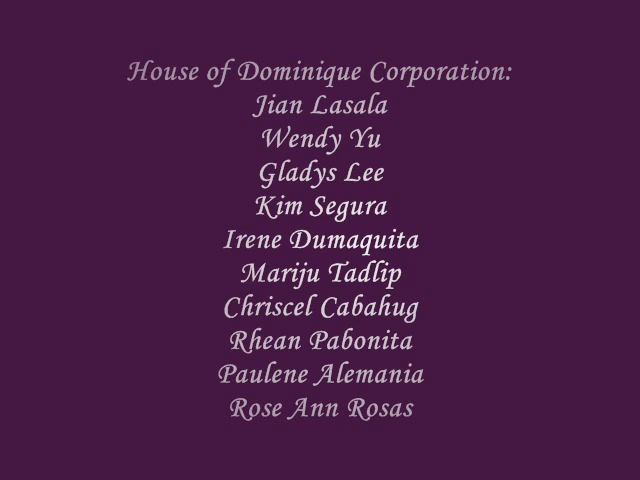 House of Dominique Corporation:
Jian Lasala
Wendy Yu
Gladys Lee
Kim Segura
Irene Dumaquita
Mariju Tadlip
Chriscel Cabahug
Rhean Pabonita
Paulene Alemania
Rose Ann Rosas